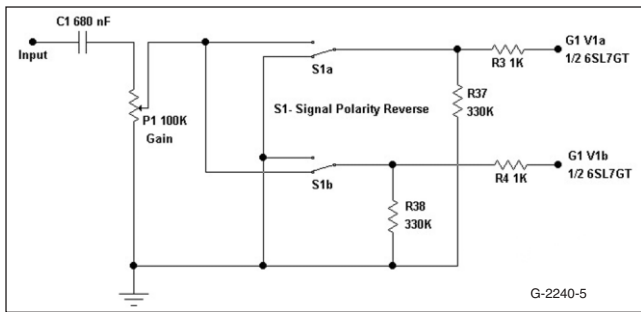 C1 680 nF
Input
P1 100K
Gain
S1a
S1- Signal Polarity Reverse
S1b
R3 1K
G1 V1a
1/2 6SL7GT
R37
330K
R4 1K
G1 V1b
1/2 6SL7GT
R38
330K
G-2240-5